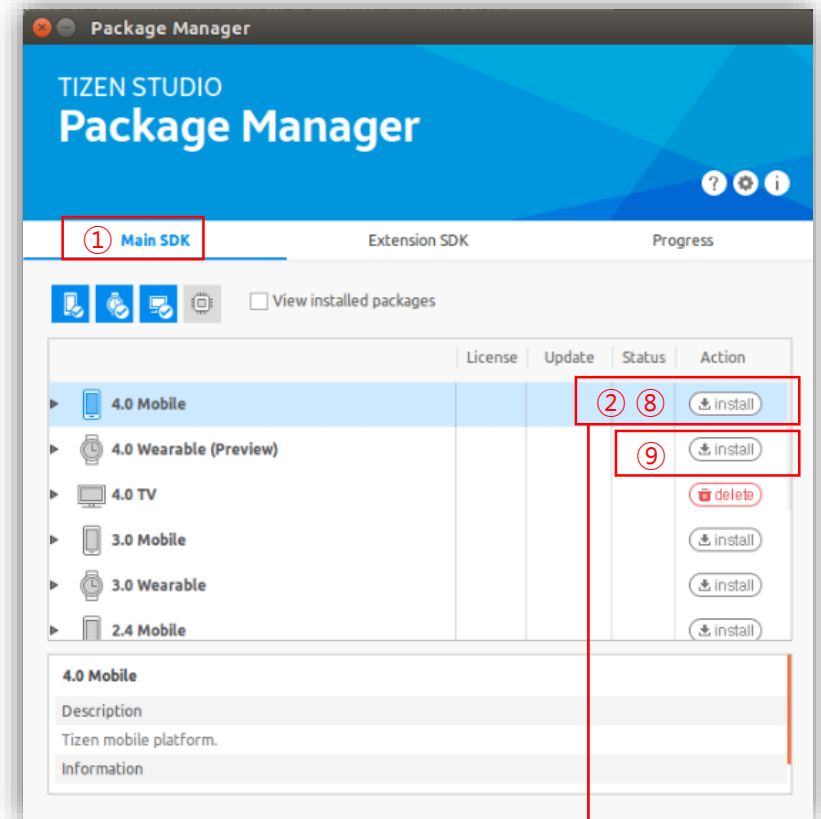 Package Manager
TIZEN STUDIO
Package Manager
? i
① Main SDK Extension SDK Progress
View installed packages
License Update Status Action
4.0 Mobile ② ⑧ install
4.0 Wearable (Preview) ⑨ install
4.0 TV delete
3.0 Mobile install
3.0 Wearable install
2.4 Mobile install
4.0 Mobile
Description
Tizen mobile platform.
Information